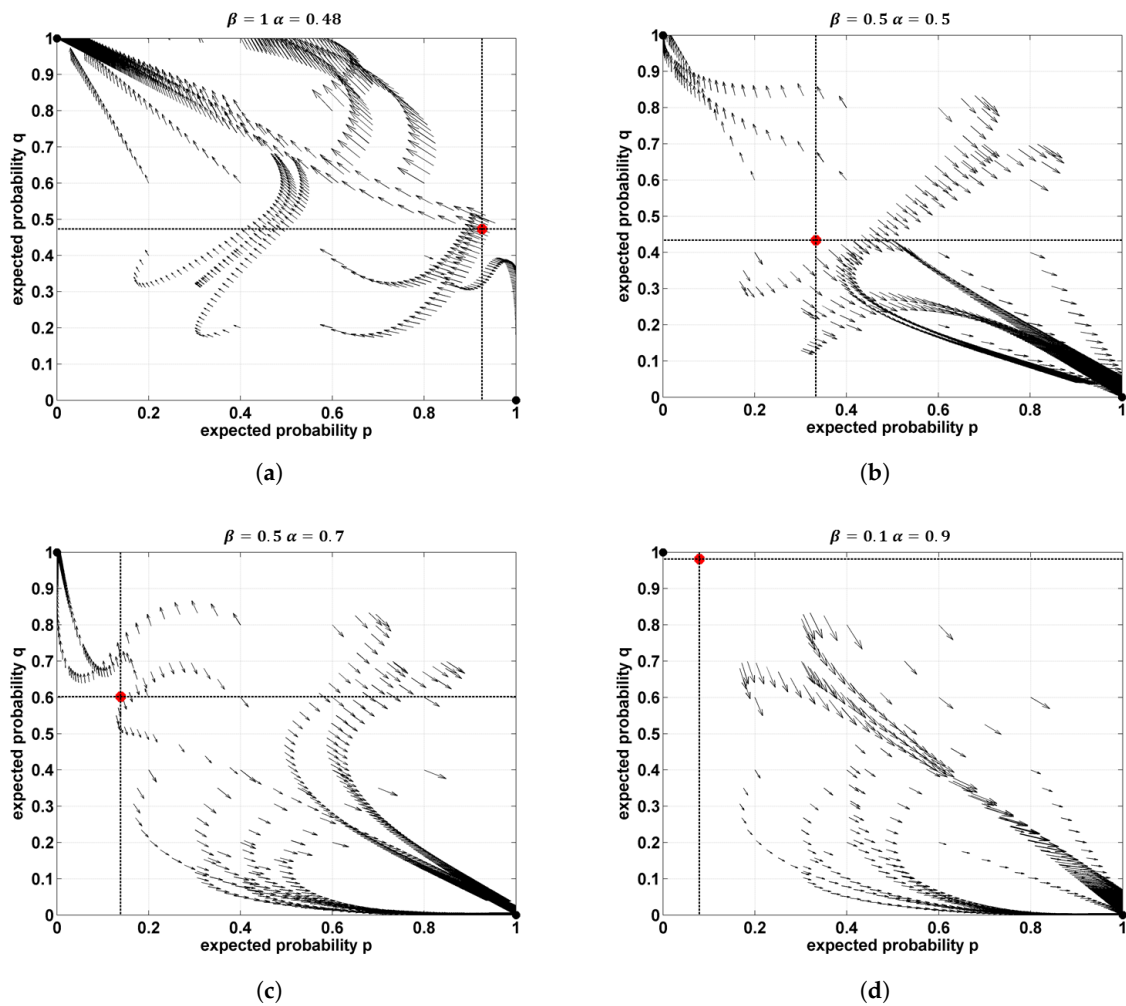 β = 1 α = 0.48
1
0.9
0.8
0.7
0.6
0.5
0.4
0.3
0.2
0.1
0
0 0.2 0.4 0.6 0.8 1
expected probability q
expected probability p
(a)
β = 0.5 α = 0.5
1
0.9
0.8
0.7
0.6
0.5
0.4
0.3
0.2
0.1
0
0 0.2 0.4 0.6 0.8 1
expected probability q
expected probability p
(b)
β = 0.5 α = 0.7
1
0.9
0.8
0.7
0.6
0.5
0.4
0.3
0.2
0.1
0
0 0.2 0.4 0.6 0.8 1
expected probability q
expected probability p
(c)
β = 0.1 α = 0.9
1
0.9
0.8
0.7
0.6
0.5
0.4
0.3
0.2
0.1
0
0 0.2 0.4 0.6 0.8 1
expected probability q
expected probability p
(d)